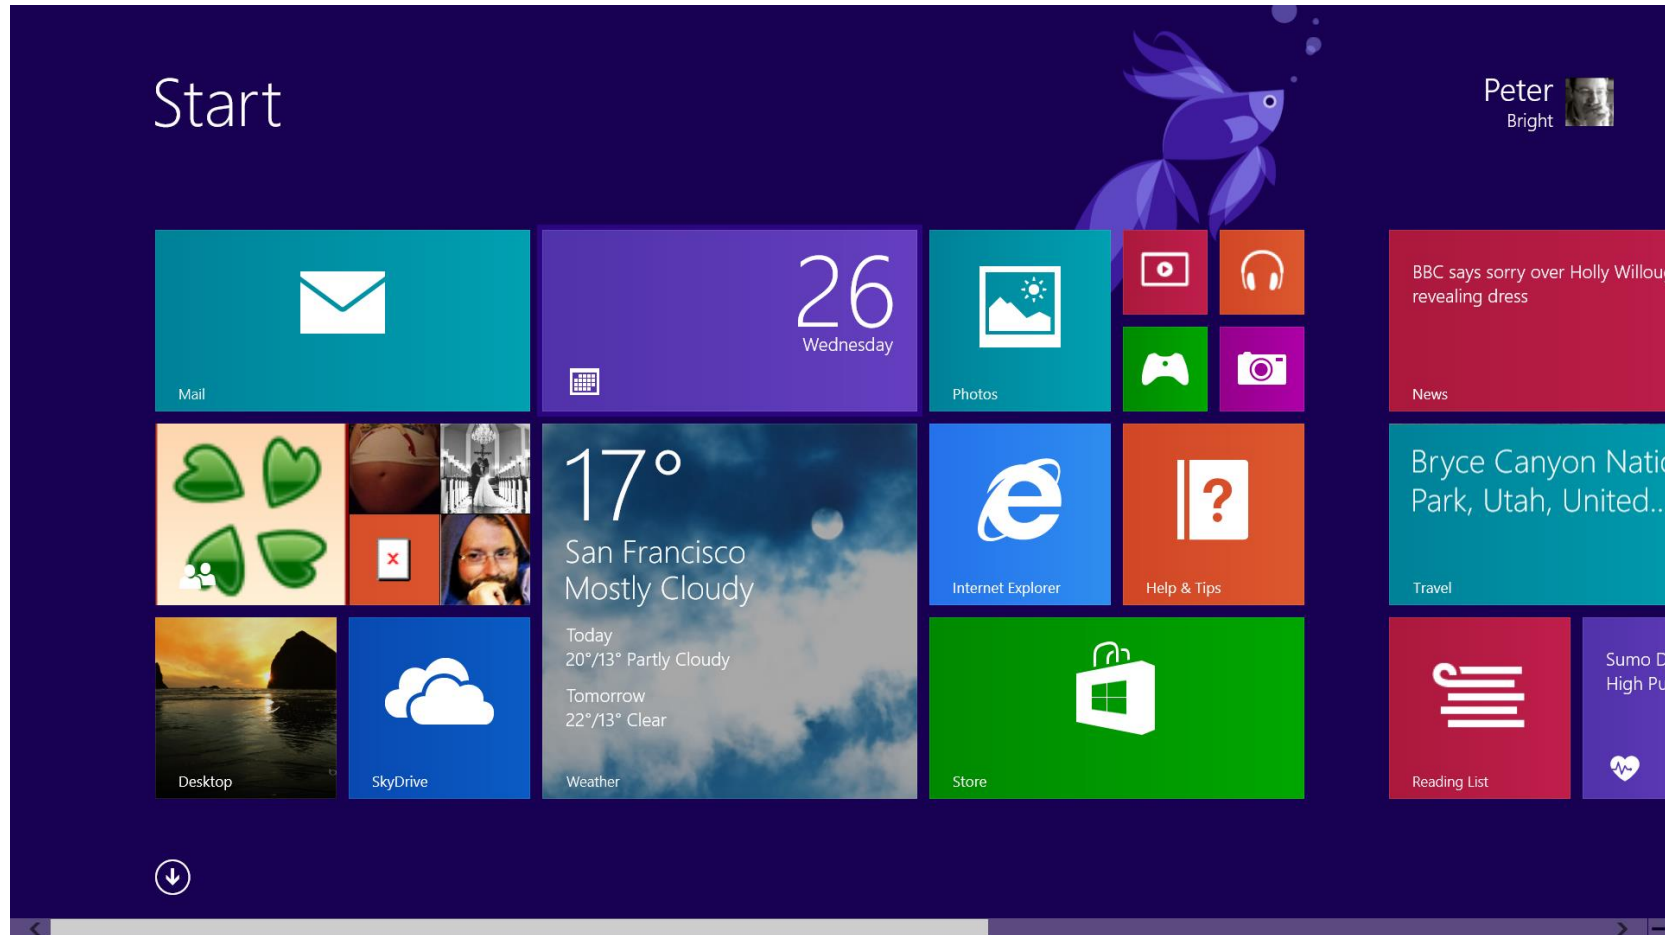 Start
Peter
Bright
Mail
26
Wednesday
Photos
BBC says sorry over Holly Willou
revealing dress
News
17°
San Francisco
Mostly Cloudy
Today
20°/13° Partly Cloudy
Tomorrow
22°/13° Clear
Weather
Internet Explorer
?
Help & Tips
Bryce Canyon Natio
Park, Utah, United...
Travel
Desktop
SkyDrive
Store
Reading List
Sumo D
High Pu